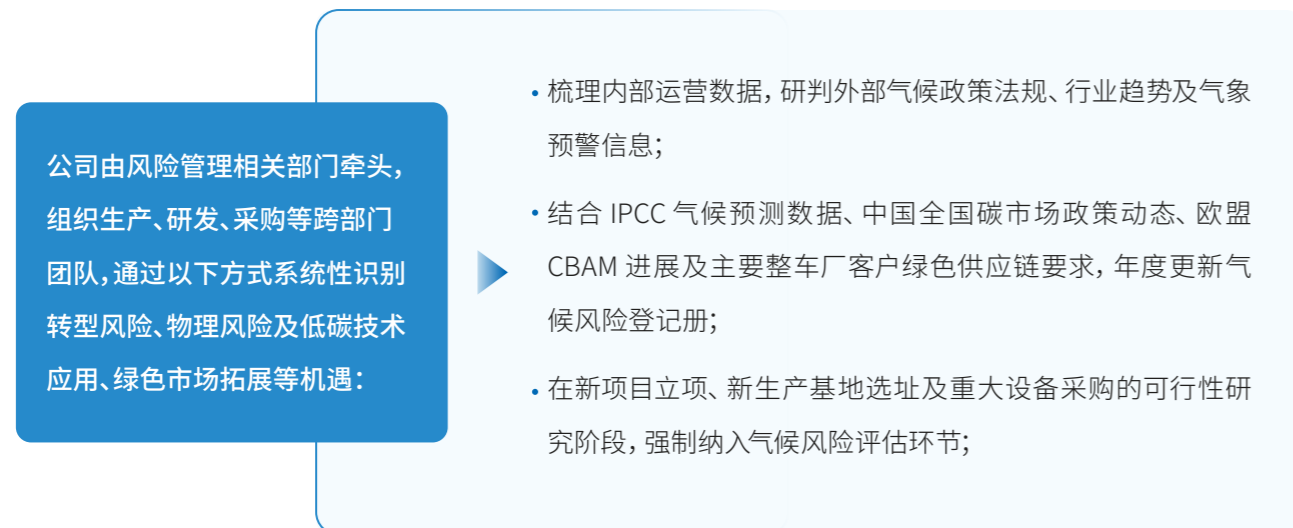 公司由风险管理相关部门牵头，
组织生产、研发、采购等跨部门
团队，通过以下方式系统性识别
转型风险、物理风险及低碳技术
应用、绿色市场拓展等机遇：
• 梳理内部运营数据，研判外部气候政策法规、行业趋势及气象
预警信息；
• 结合 IPCC 气候预测数据、中国全国碳市场政策动态、欧盟
CBAM 进展及主要整车厂客户绿色供应链要求，年度更新气
候风险登记册；
• 在新项目立项、新生产基地选址及重大设备采购的可行性研
究阶段，强制纳入气候风险评估环节；